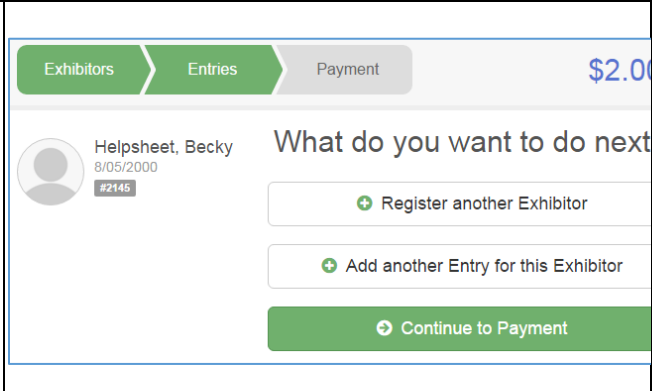 Exhibitors Entries Payment $2.00
Helpsheet, Becky
8/05/2000
#2145
What do you want to do next
Register another Exhibitor
Add another Entry for this Exhibitor
Continue to Payment